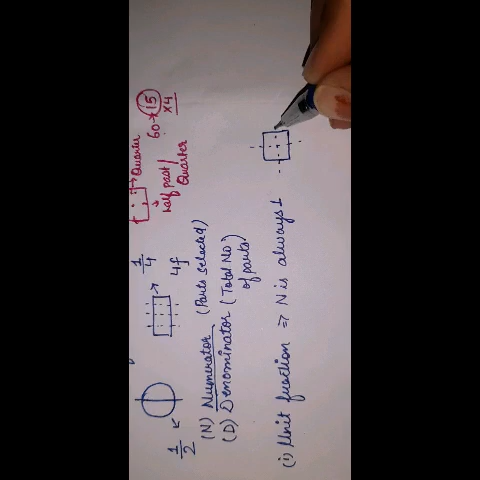 Quarter
half past/
Quarter
60 → 15
× 4
1/2
1/4
4f
(N) Numerator (Parts selected)
(D) Denominator (Total No of parts)
(i) Unit fraction ⇒ N is always 1